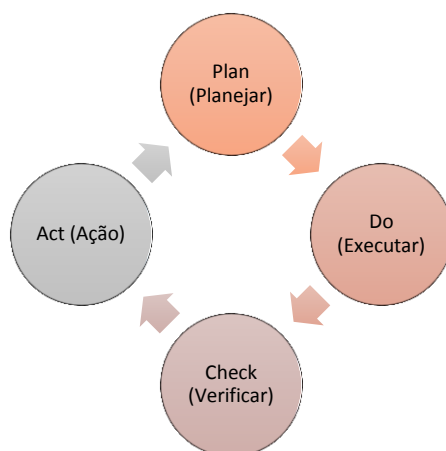 Plan
(Planejar)
Do
(Executar)
Check
(Verificar)
Act (Ação)